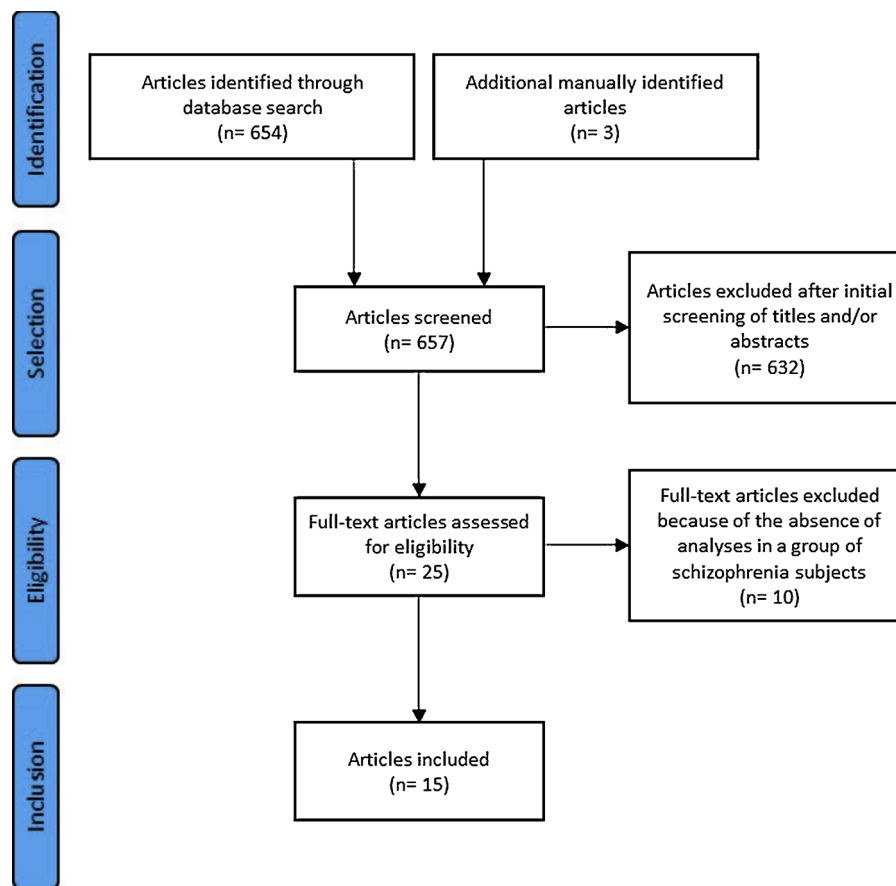 Identification
Articles identified through
database search
(n= 654)
Additional manually identified
articles
(n= 3)
Selection
Articles screened
(n= 657)
Articles excluded after initial
screening of titles and/or
abstracts
(n= 632)
Eligibility
Full-text articles assessed
for eligibility
(n= 25)
Full-text articles excluded
because of the absence of
analyses in a group of
schizophrenia subjects
(n= 10)
Inclusion
Articles included
(n= 15)